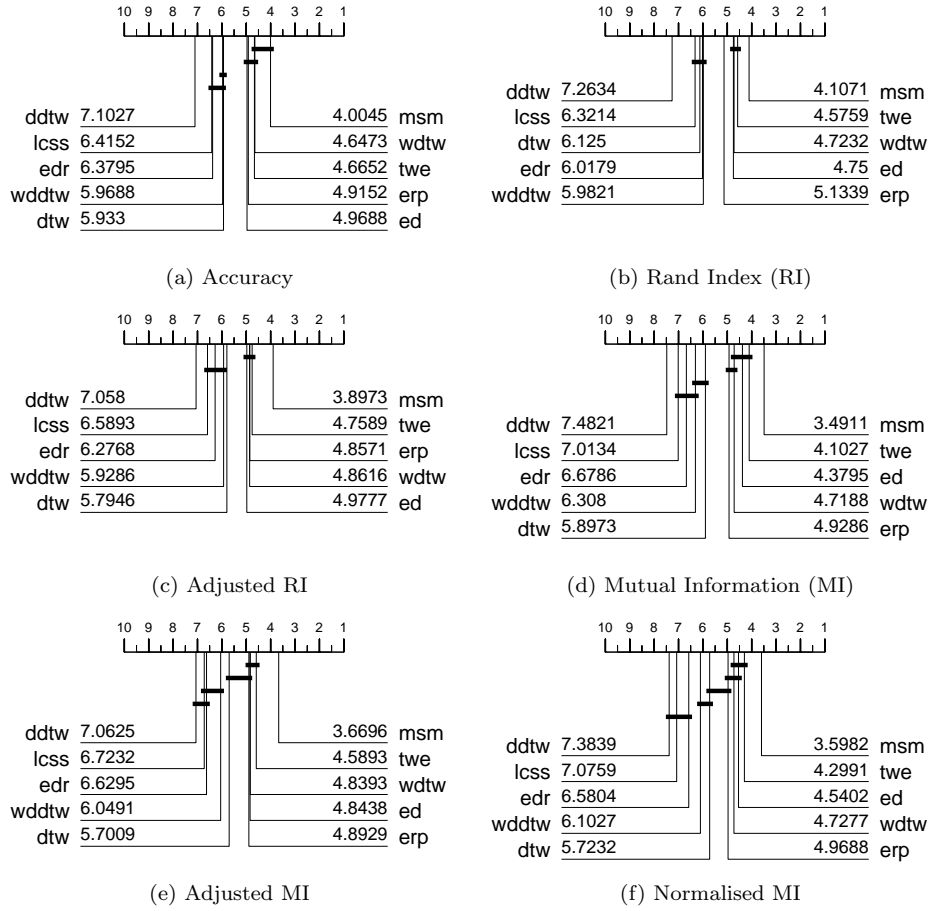 10 9 8 7 6 5 4 3 2 1
ddtw 7.1027 4.0045 msm
lcss 6.4152 4.6473 wdtw
edr 6.3795 4.6652 twe
wddtw 5.9688 4.9152 erp
dtw 5.933 4.9688 ed
(a) Accuracy
10 9 8 7 6 5 4 3 2 1
ddtw 7.2634 4.1071 msm
lcss 6.3214 4.5759 twe
dtw 6.125 4.7232 wdtw
edr 6.0179 4.75 ed
wddtw 5.9821 5.1339 erp
(b) Rand Index (RI)
10 9 8 7 6 5 4 3 2 1
ddtw 7.058 3.8973 msm
lcss 6.5893 4.7589 twe
edr 6.2768 4.8571 erp
wddtw 5.9286 4.8616 wdtw
dtw 5.7946 4.9777 ed
(c) Adjusted RI
10 9 8 7 6 5 4 3 2 1
ddtw 7.4821 3.4911 msm
lcss 7.0134 4.1027 twe
edr 6.6786 4.3795 ed
wddtw 6.308 4.7188 wdtw
dtw 5.8973 4.9286 erp
(d) Mutual Information (MI)
10 9 8 7 6 5 4 3 2 1
ddtw 7.0625 3.6696 msm
lcss 6.7232 4.5893 twe
edr 6.6295 4.8393 wdtw
wddtw 6.0491 4.8438 ed
dtw 5.7009 4.8929 erp
(e) Adjusted MI
10 9 8 7 6 5 4 3 2 1
ddtw 7.3839 3.5982 msm
lcss 7.0759 4.2991 twe
edr 6.5804 4.5402 ed
wddtw 6.1027 4.7277 wdtw
dtw 5.7232 4.9688 erp
(f) Normalised MI